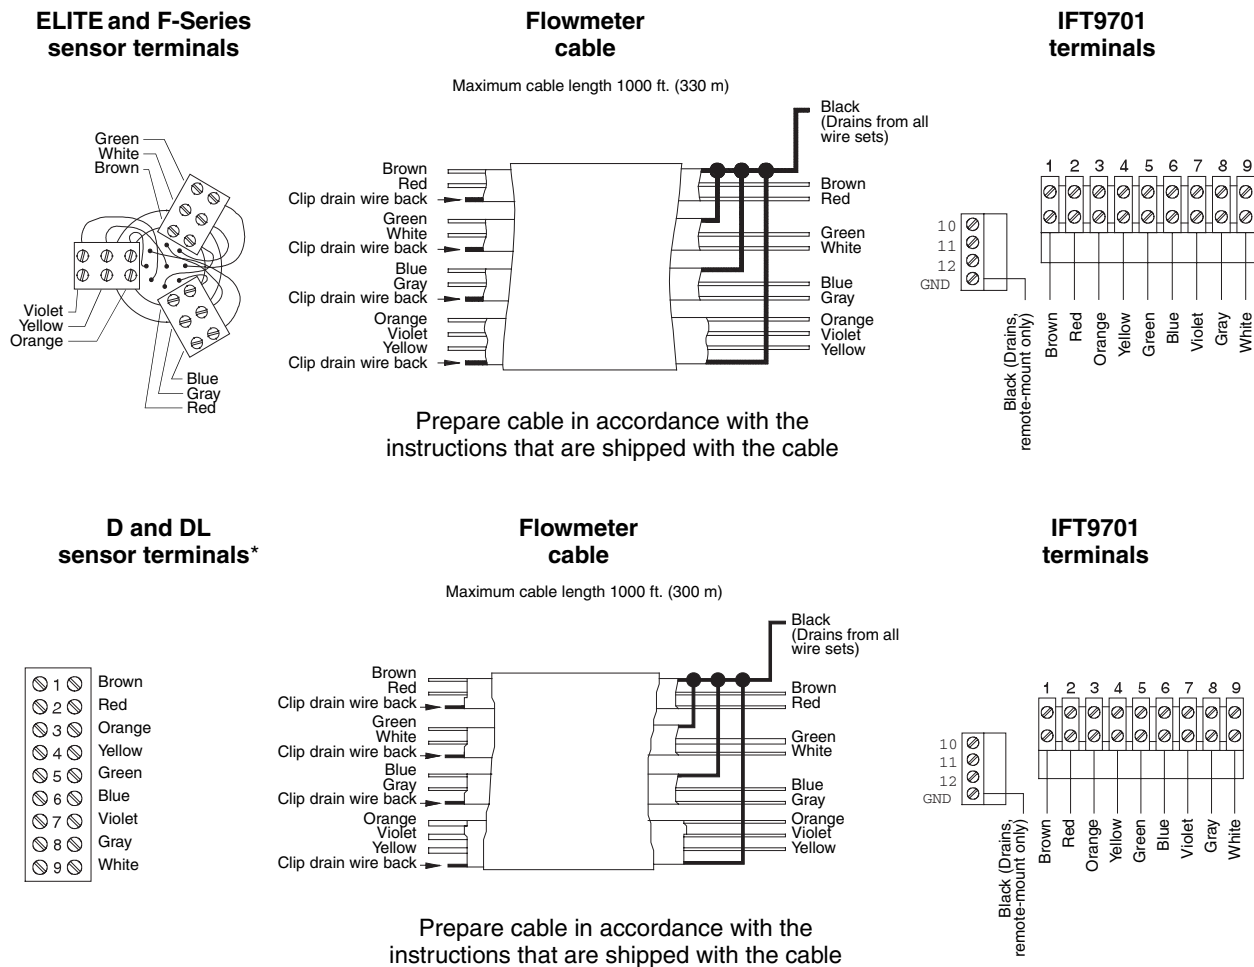 ELITE and F-Series
sensor terminals
Flowmeter
cable
IFT9701
terminals
Maximum cable length 1000 ft. (330 m)
Green
White
Brown
Violet
Yellow
Orange
Blue
Gray
Red
Brown
Red
Clip drain wire back
Green
White
Clip drain wire back
Blue
Gray
Clip drain wire back
Orange
Violet
Yellow
Clip drain wire back
Black
(Drains from all
wire sets)
Brown
Red
Green
White
Blue
Gray
Orange
Violet
Yellow
1 2 3 4 5 6 7 8 9
10
11
12
GND
Black (Drains,
remote-mount only)
Brown
Red
Orange
Yellow
Green
Blue
Violet
Gray
White
Prepare cable in accordance with the
instructions that are shipped with the cable
D and DL
sensor terminals*
Flowmeter
cable
IFT9701
terminals
Maximum cable length 1000 ft. (300 m)
1 Brown
2 Red
3 Orange
4 Yellow
5 Green
6 Blue
7 Violet
8 Gray
9 White
Brown
Red
Clip drain wire back
Green
White
Clip drain wire back
Blue
Gray
Clip drain wire back
Orange
Violet
Yellow
Clip drain wire back
Black
(Drains from all
wire sets)
Brown
Red
Green
White
Blue
Gray
Orange
Violet
Yellow
1 2 3 4 5 6 7 8 9
10
11
12
GND
Black (Drains,
remote-mount only)
Brown
Red
Orange
Yellow
Green
Blue
Violet
Gray
White
Prepare cable in accordance with the
instructions that are shipped with the cable